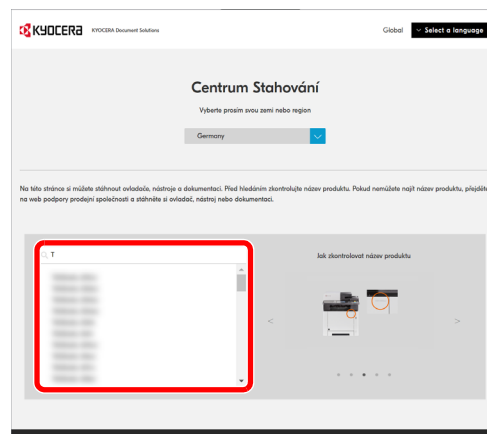 KYOCERA KYOCERA Document Solutions Global Select a language
Centrum Stahování
Vyberte prosím svou zemi nebo region
Germany
Na této stránce si můžete stáhnout ovladače, nástroje a dokumentaci. Před hledáním zkontrolujte název produktu. Pokud nemůžete najít název produktu, přejděte
na web podpory prodejní společnosti a stáhněte si ovladač, nástroj nebo dokumentaci.
T
Jak zkontrolovat název produktu